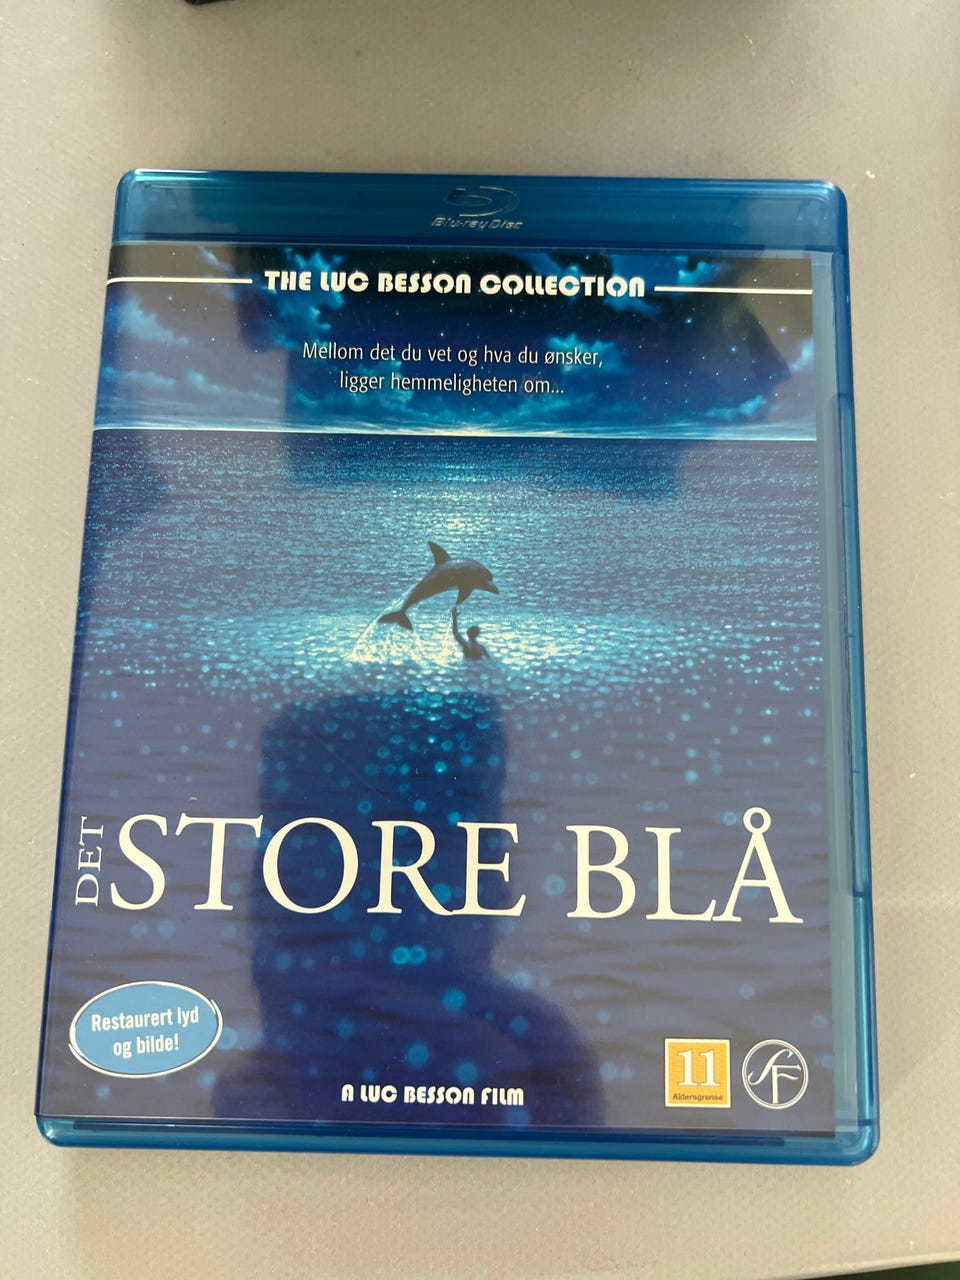 Blu-ray Disc
THE LUC BESSON COLLECTION
Mellom det du vet og hva du ønsker,
ligger hemmeligheten om...
DET STORE BLÅ
Restaurert lyd
og bilde!
A LUC BESSON FILM
11
Aldersgrense
SF